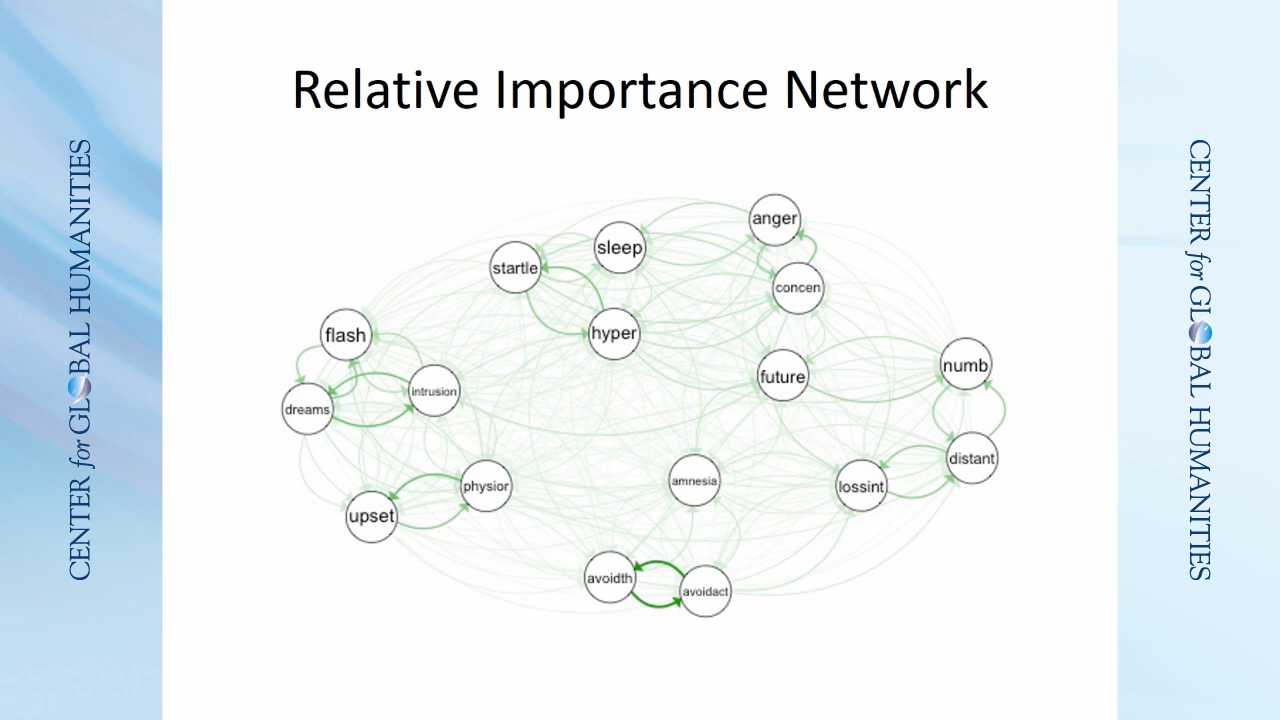 Relative Importance Network
CENTER for GLOBAL HUMANITIES
CENTER for GLOBAL HUMANITIES
anger
sleep
startle
concen
hyper
flash
future
numb
intrusion
dreams
distant
amnesia
physior
lossint
upset
avoidth
avoidact